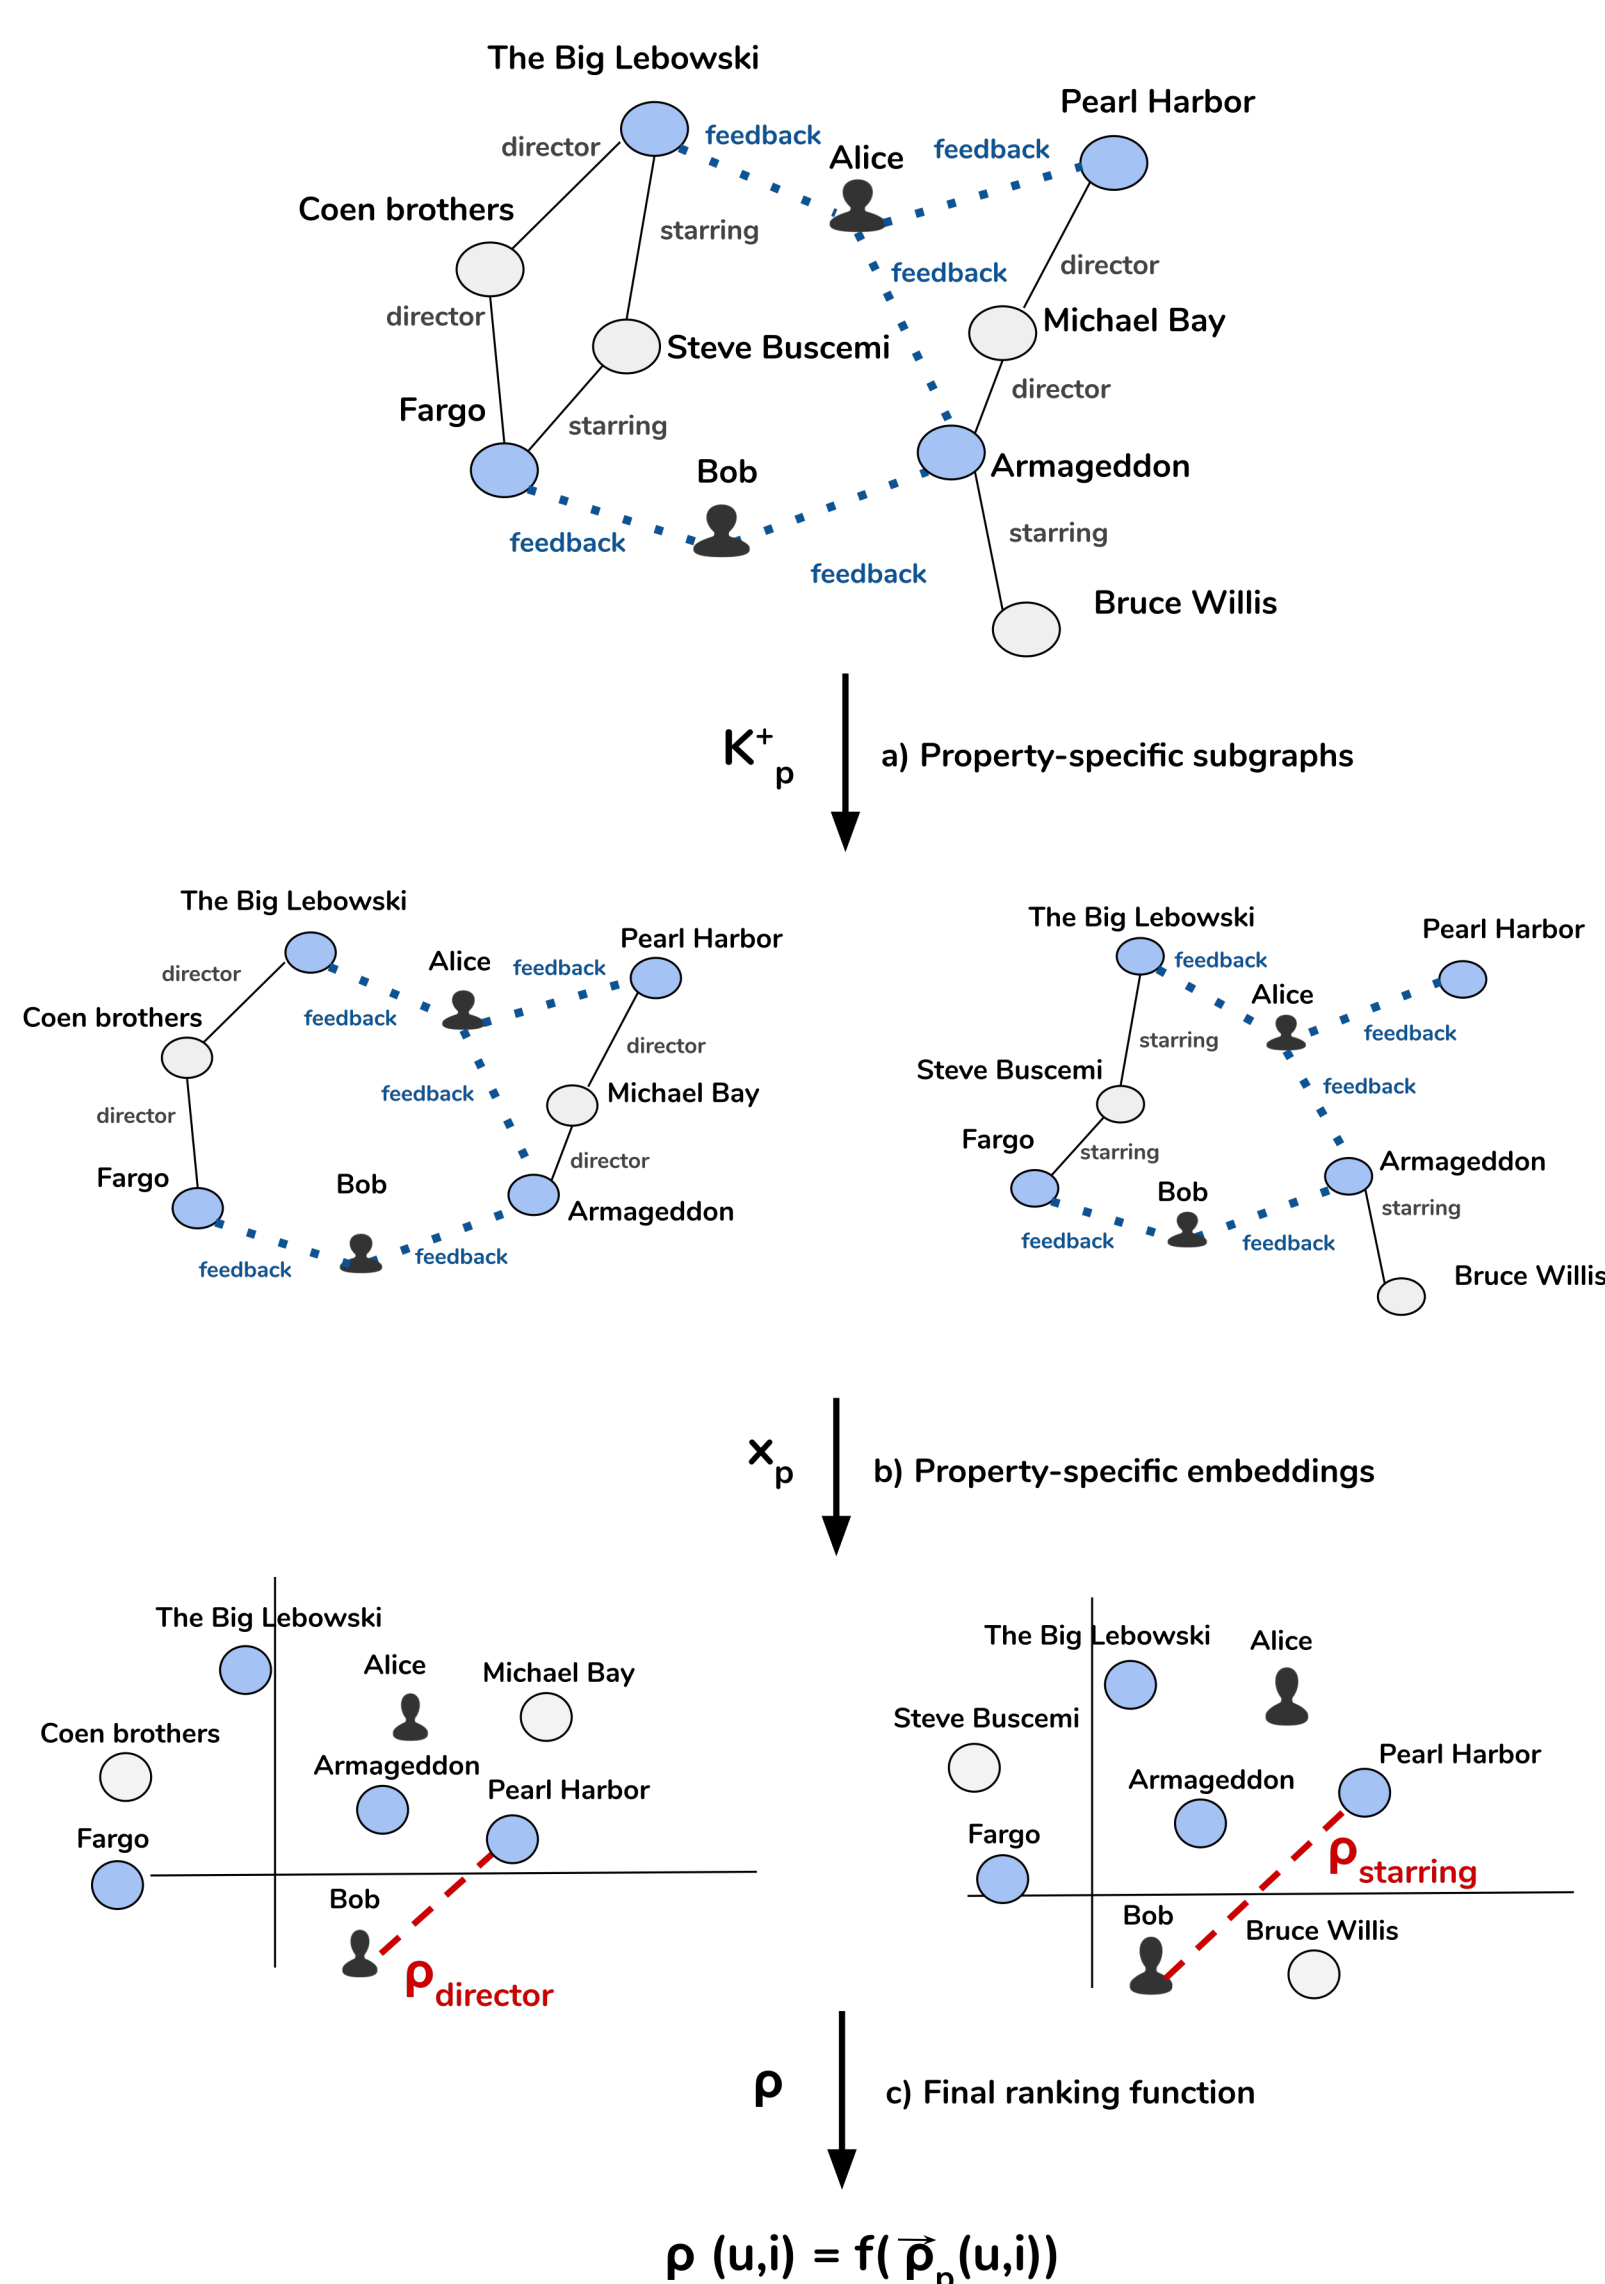 The Big Lebowski
Pearl Harbor
feedback
Alice
feedback
director
Coen brothers
starring
feedback
director
director
Michael Bay
Steve Buscemi
director
Fargo
starring
Bob
Armageddon
feedback
starring
feedback
Bruce Willis
K+p
a) Property-specific subgraphs
The Big Lebowski
Pearl Harbor
Alice
feedback
director
feedback
Coen brothers
director
feedback
Michael Bay
director
director
Fargo
Bob
Armageddon
feedback
feedback
The Big Lebowski
Pearl Harbor
feedback
Alice
feedback
starring
Steve Buscemi
feedback
Fargo
starring
Armageddon
Bob
starring
feedback
feedback
Bruce Willis
xp
b) Property-specific embeddings
The Big Lebowski
Alice
Michael Bay
Coen brothers
Armageddon
Pearl Harbor
Fargo
Bob
ρdirector
The Big Lebowski
Alice
Steve Buscemi
Pearl Harbor
Armageddon
Fargo
ρstarring
Bob
Bruce Willis
ρ
c) Final ranking function
ρ (u,i) = f(ρ⃗p(u,i))